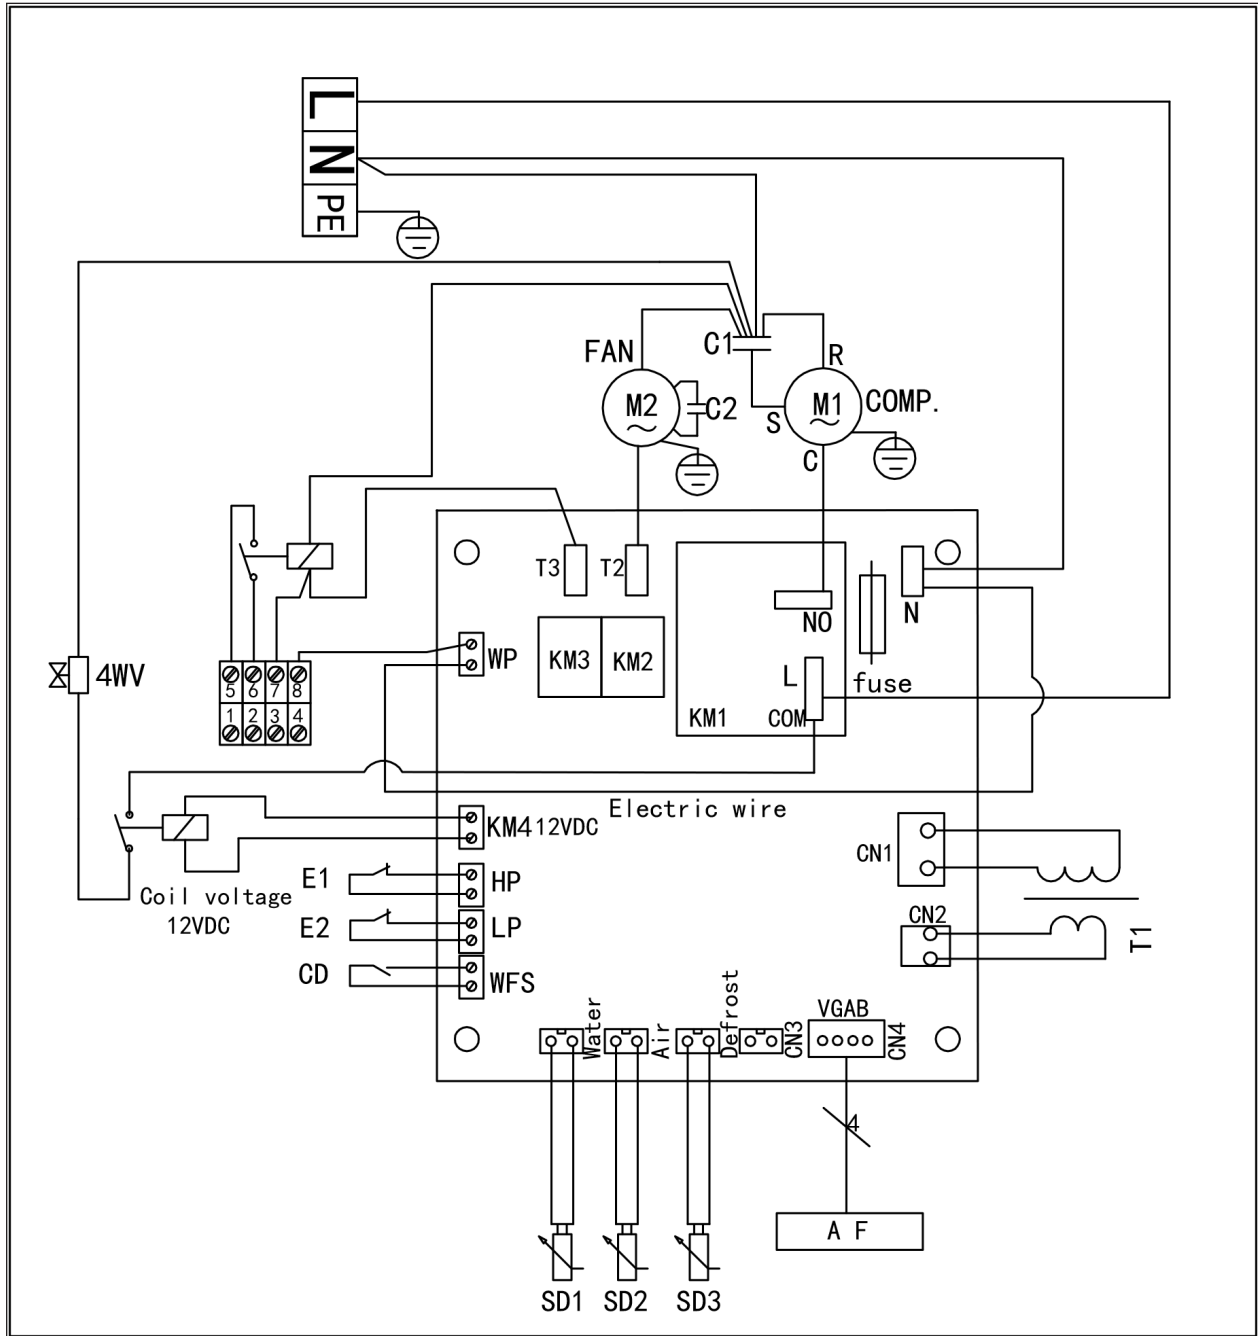 L
N
PE
FAN
C1
R
M2
C2
M1
COMP.
S
C
T3
T2
NO
N
KM3
KM2
WP
L
fuse
KM1
COM
4WV
5 6 7 8
1 2 3 4
Electric wire
KM4 12VDC
CN1
E1
HP
Coil voltage
12VDC
CN2
E2
LP
T1
CD
WFS
Water
Air
Defrost
CN3
VGAB
CN4
4
A F
SD1
SD2
SD3